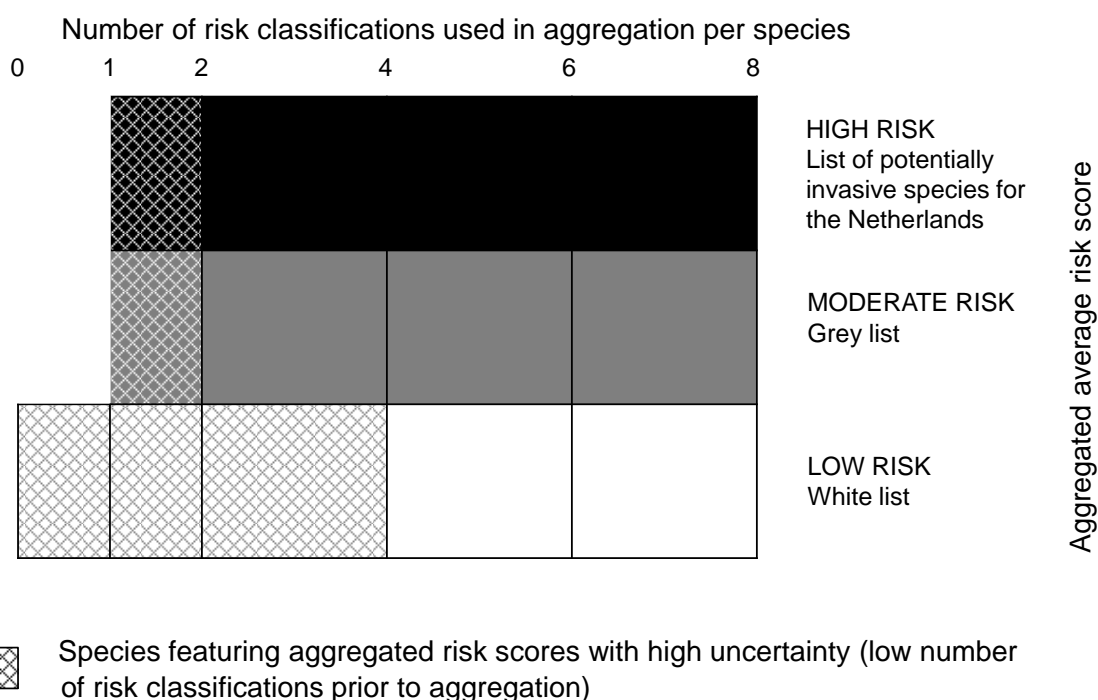 Number of risk classifications used in aggregation per species
0 1 2 4 6 8
HIGH RISK
List of potentially
invasive species for
the Netherlands
MODERATE RISK
Grey list
LOW RISK
White list
Aggregated average risk score
Species featuring aggregated risk scores with high uncertainty (low number
of risk classifications prior to aggregation)